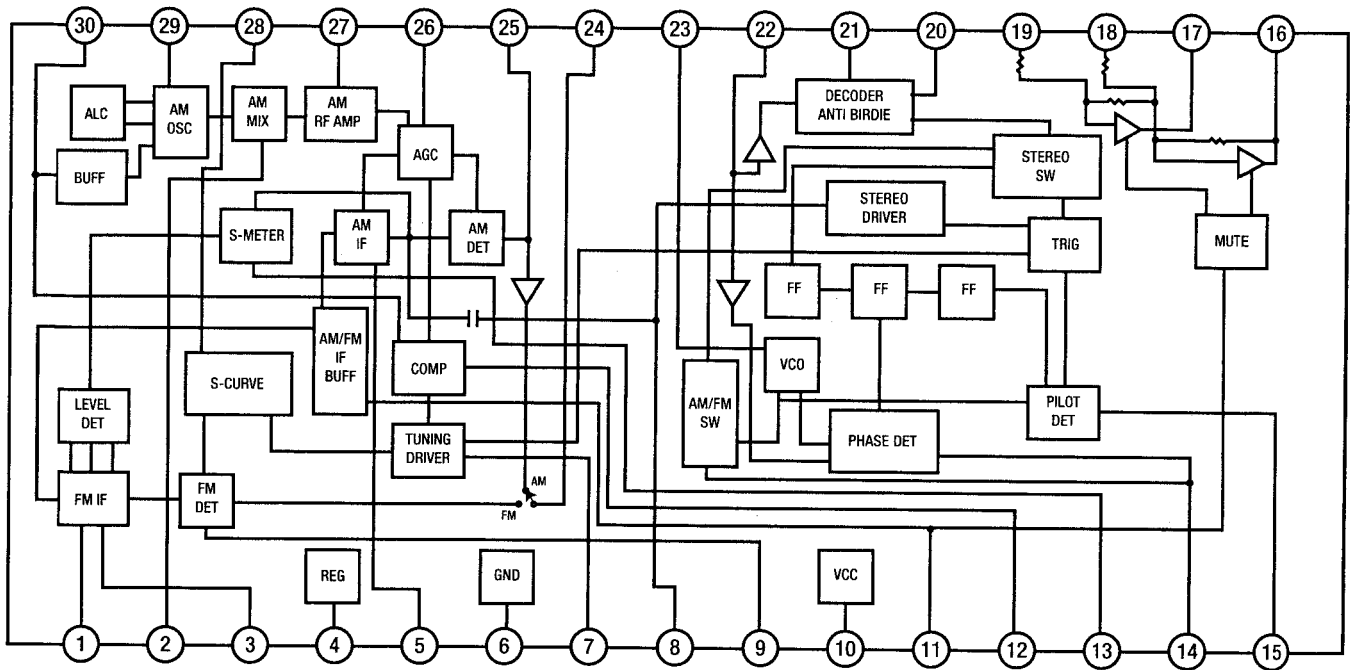 30 29 28 27 26 25 24 23 22 21 20 19 18 17 16
ALC
AM
OSC
AM
MIX
AM
RF AMP
DECODER
ANTI BIRDIE
BUFF
AGC
STEREO
SW
S-METER
AM
IF
AM
DET
STEREO
DRIVER
TRIG
MUTE
FF
FF
FF
AM/FM
IF
BUFF
COMP
VCO
S-CURVE
AM/FM
SW
LEVEL
DET
PILOT
DET
TUNING
DRIVER
PHASE DET
FM IF
FM
DET
AM
FM
REG
GND
VCC
1 2 3 4 5 6 7 8 9 10 11 12 13 14 15